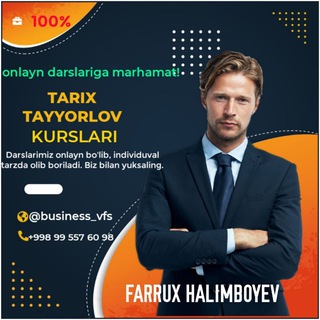 100%
onlayn darslariga marhamat!
TARIX
TAYYORLOV
KURSLARI
Darslarimiz onlayn bo'lib, individuval
tarzda olib boriladi. Biz bilan yuksaling.
@business_vfs
+998 99 557 60 98
FARRUX HALIMBOYEV